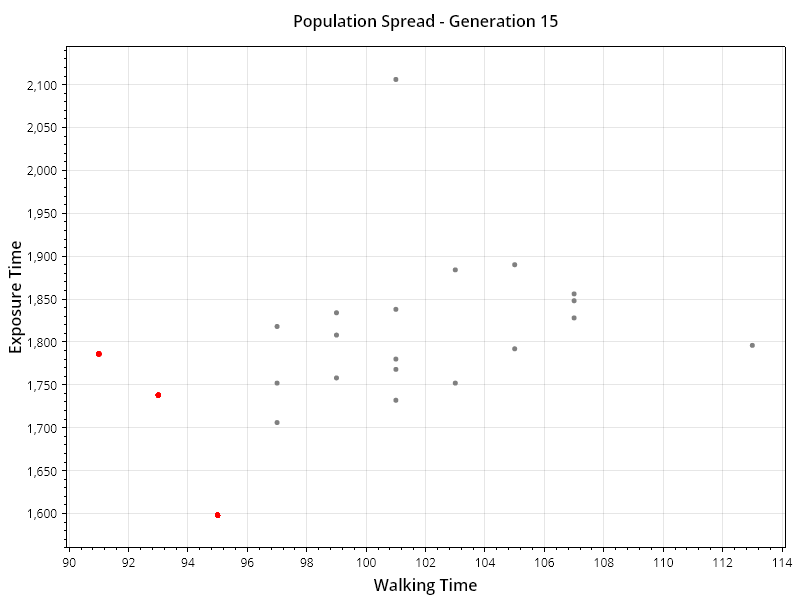 Population Spread - Generation 15
2,100
2,050
2,000
1,950
1,900
1,850
1,800
1,750
1,700
1,650
1,600
Exposure Time
90 92 94 96 98 100 102 104 106 108 110 112 114
Walking Time